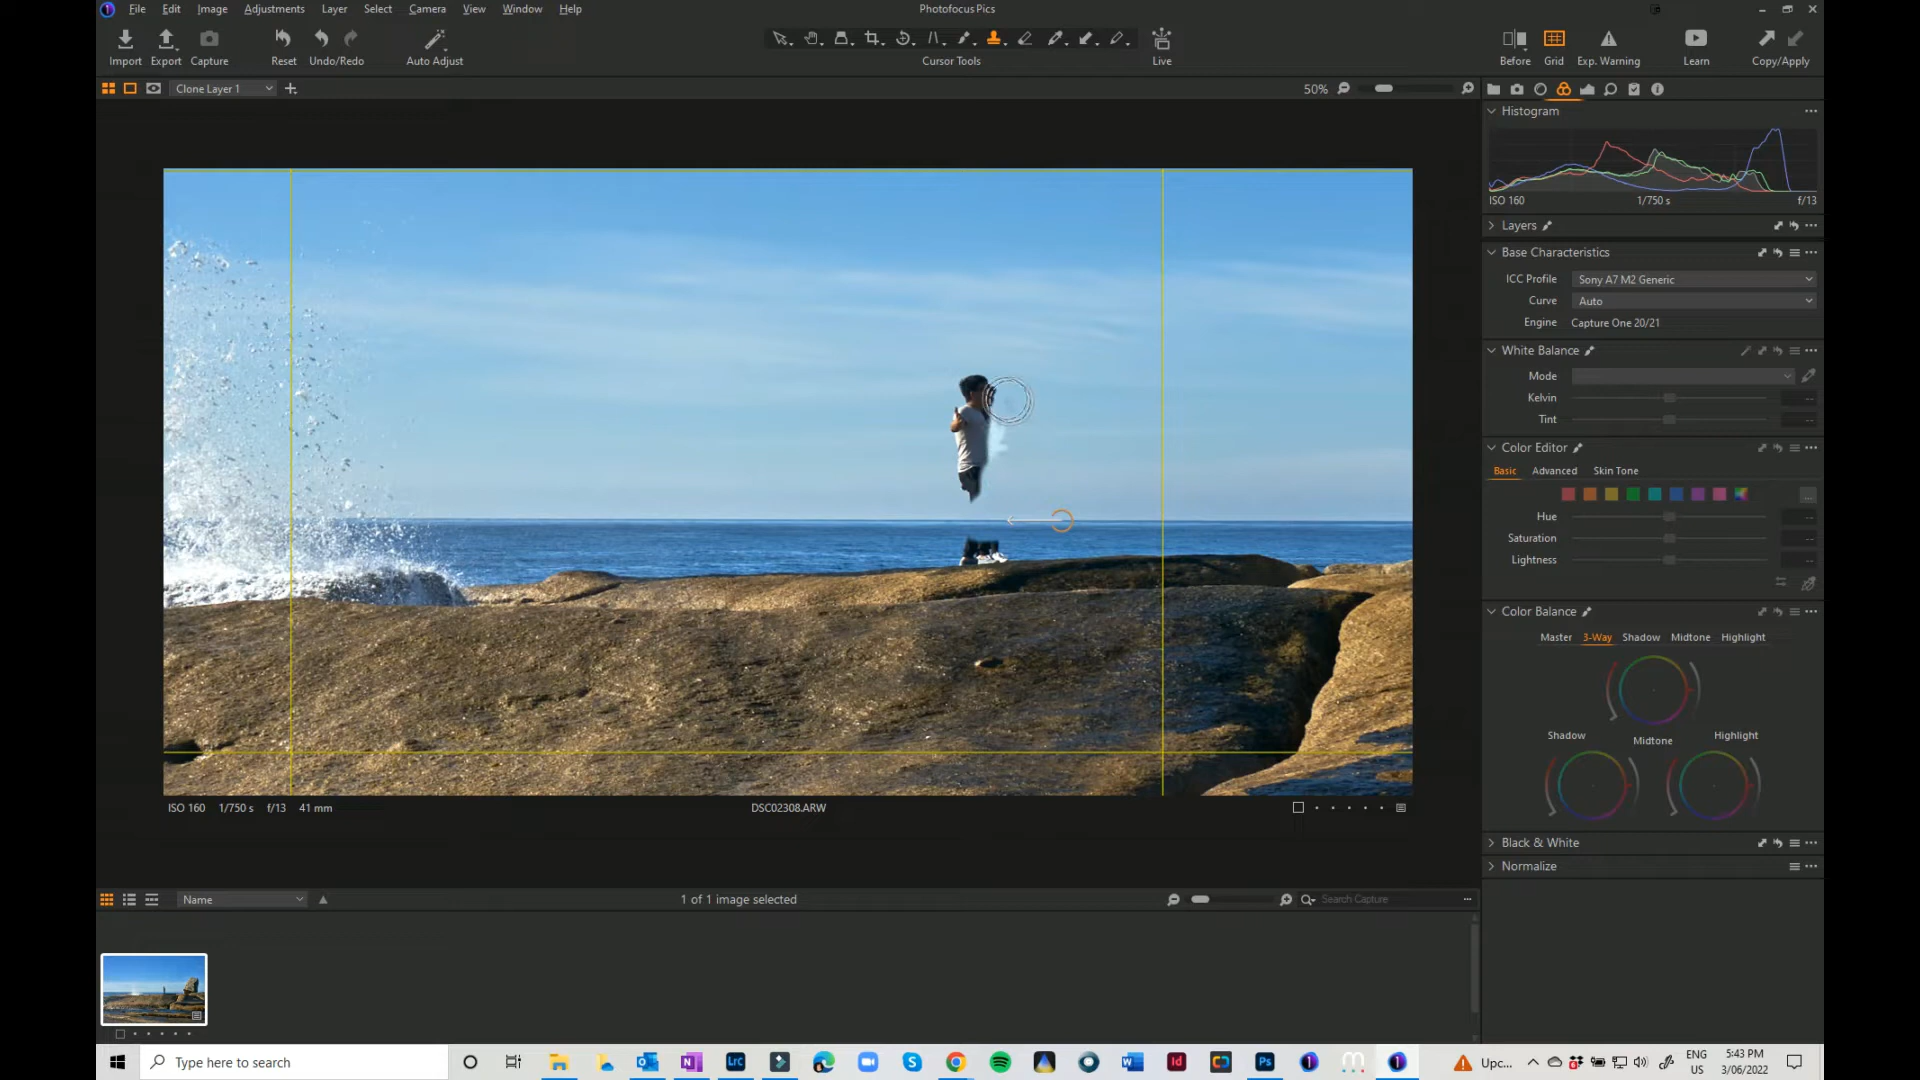 File Edit Image Adjustments Layer Select Camera View Window Help
Photofocus Pics
Import Export Capture Reset Undo/Redo Auto Adjust Cursor Tools Live Before Grid Exp. Warning Learn Copy/Apply
Clone Layer 1
50%
Histogram
ISO 160 1/750 s f/13
Layers
Base Characteristics
ICC Profile Sony A7 M2 Generic
Curve Auto
Engine Capture One 20/21
White Balance
Mode
Kelvin --
Tint --
Color Editor
Basic Advanced Skin Tone
...
Hue --
Saturation --
Lightness --
Color Balance
Master 3-Way Shadow Midtone Highlight
Shadow Midtone Highlight
Black & White
Normalize
ISO 160 1/750 s f/13 41 mm
DSC02308.ARW
Name
1 of 1 image selected
Search Capture
Type here to search
LrC
Ps
Id
Upc...
ENG
US
5:43 PM
3/06/2022